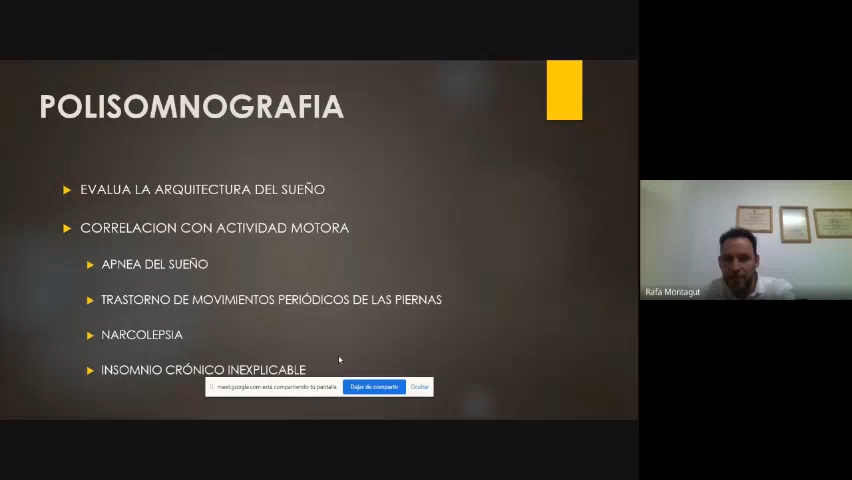 POLISOMNOGRAFIA
EVALUA LA ARQUITECTURA DEL SUEÑO
CORRELACION CON ACTIVIDAD MOTORA
APNEA DEL SUEÑO
TRASTORNO DE MOVIMIENTOS PERIÓDICOS DE LAS PIERNAS
NARCOLEPSIA
INSOMNIO CRÓNICO INEXPLICABLE
meet.google.com está compartiendo tu pantalla.
Dejar de compartir
Ocultar
Rafa Montagut